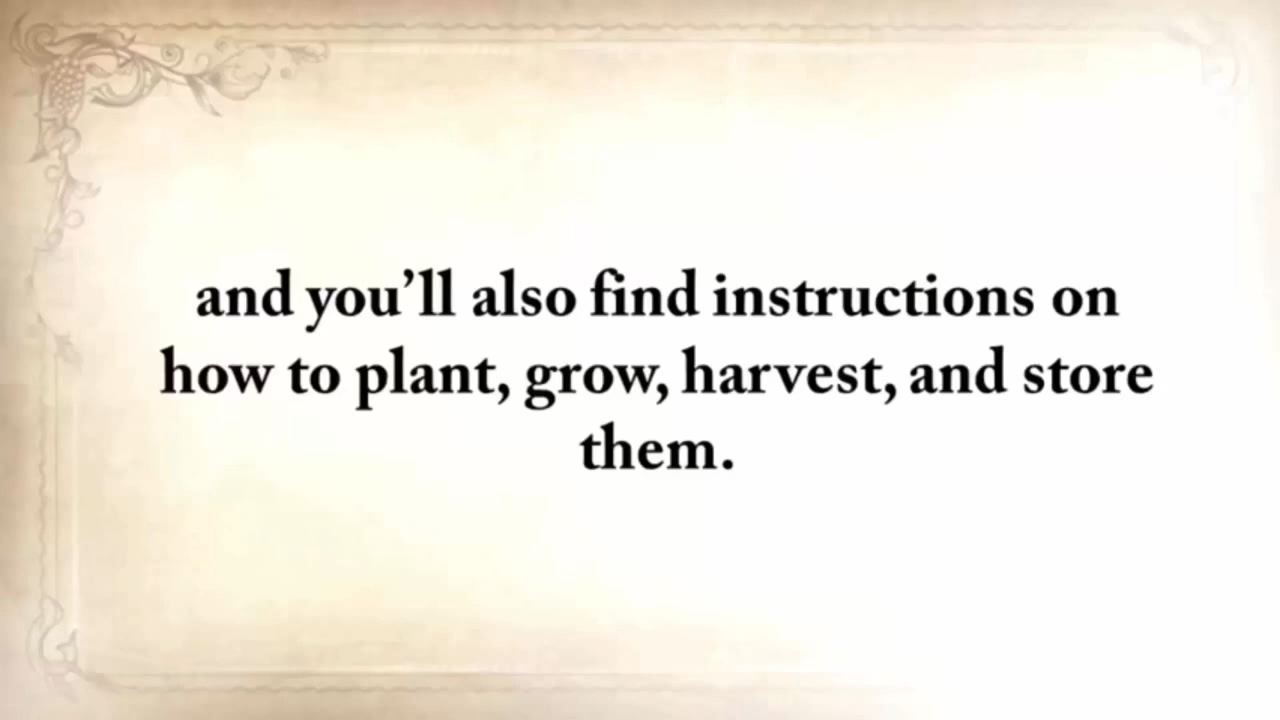 and you’ll also find instructions on
how to plant, grow, harvest, and store
them.